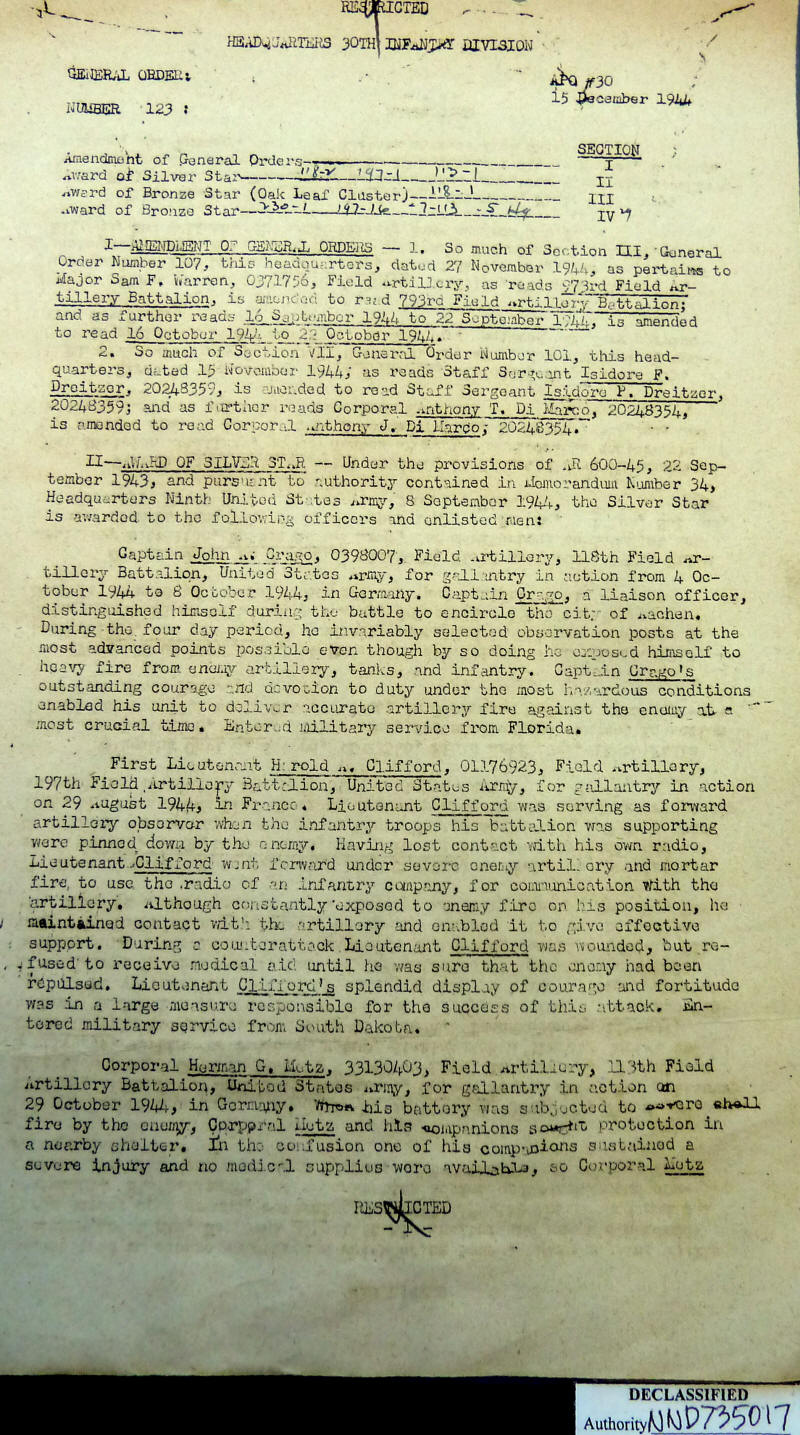 RESTRICTED
HEADQUARTERS 30TH INFANTRY DIVISION
GENERAL ORDER:
APO #30
NUMBER 123 :
15 December 1944
SECTION
Amendment of General Orders I
Award of Silver Star 118-2 197-1 113-1 II
Award of Bronze Star (Oak Leaf Cluster) 118-1 III
Award of Bronze Star IV
I—AMENDMENT OF GENERAL ORDERS -- 1. So much of Section III, General
Order Number 107, this headquarters, dated 27 November 1944, as pertains to
Major Sam F. Warren, 0371756, Field Artillery, as reads 973rd Field Ar-
tillery Battalion, is amended to read 793rd Field Artillery Battalion;
and as further reads 16 September 1944 to 22 September 1944, is amended
to read 16 October 1944 to 22 October 1944.
2. So much of Section VII, General Order Number 101, this head-
quarters, dated 15 November 1944, as reads Staff Sergeant Isidore F.
Dreitzer, 20248359, is amended to read Staff Sergeant Isidore P. Dreitzer,
20248359; and as further reads Corporal Anthony T. Di Marco, 20248354,
is amended to read Corporal Anthony J. Di Marco, 20248354.
II—AWARD OF SILVER STAR -- Under the provisions of AR 600-45, 22 Sep-
tember 1943, and pursuant to authority contained in Memorandum Number 34,
Headquarters Ninth United States Army, 8 September 1944, the Silver Star
is awarded to the following officers and enlisted men:
Captain John A. Crago, 0398007, Field Artillery, 118th Field Ar-
tillery Battalion, United States Army, for gallantry in action from 4 Oc-
tober 1944 to 8 October 1944, in Germany. Captain Crago, a liaison officer,
distinguished himself during the battle to encircle the city of Aachen.
During the four day period, he invariably selected observation posts at the
most advanced points possible even though by so doing he exposed himself to
heavy fire from enemy artillery, tanks, and infantry. Captain Crago's
outstanding courage and devotion to duty under the most hazardous conditions
enabled his unit to deliver accurate artillery fire against the enemy at a
most crucial time. Entered military service from Florida.
First Lieutenant Harold A. Clifford, 01176923, Field Artillery,
197th Field Artillery Battalion, United States Army, for gallantry in action
on 29 August 1944, in France. Lieutenant Clifford was serving as forward
artillery observor when the infantry troops his battalion was supporting
were pinned down by the enemy. Having lost contact with his own radio,
Lieutenant Clifford went forward under severe enemy artillery and mortar
fire, to use the radio of an infantry company, for communication with the
artillery. Although constantly exposed to enemy fire on his position, he
maintained contact with the artillery and enabled it to give effective
support. During a counterattack Lieutenant Clifford was wounded, but re-
fused to receive medical aid until he was sure that the enemy had been
repulsed. Lieutenant Clifford's splendid display of courage and fortitude
was in a large measure responsible for the success of this attack. En-
tered military service from South Dakota.
Corporal Herman G. Metz, 33130403, Field Artillery, 113th Field
Artillery Battalion, United States Army, for gallantry in action on
29 October 1944, in Germany. When his battery was subjected to severe shell
fire by the enemy, Corporal Metz and his companions sought protection in
a nearby shelter. In the confusion one of his companions sustained a
severe injury and no medical supplies were available, so Corporal Metz
RESTRICTED
- 1 -
DECLASSIFIED
Authority NND735017